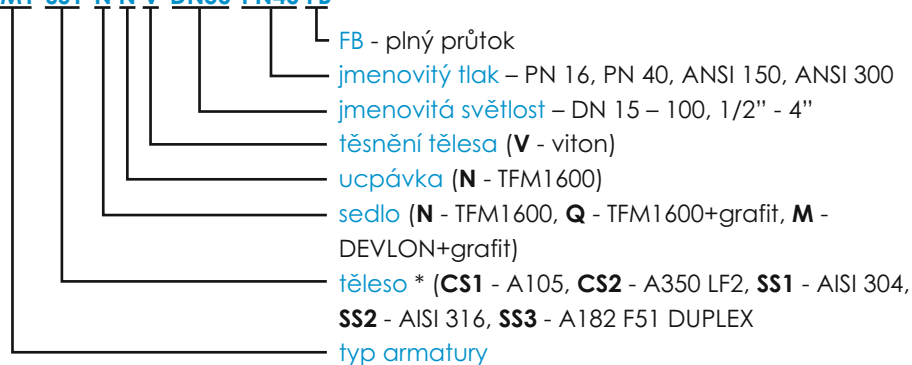 FB - plný průtok
jmenovitý tlak – PN 16, PN 40, ANSI 150, ANSI 300
jmenovitá světlost – DN 15 – 100, 1/2” - 4”
těsnění tělesa (V - viton)
ucpávka (N - TFM1600)
sedlo (N - TFM1600, Q - TFM1600+grafit, M -
DEVLON+grafit)
těleso * (CS1 - A105, CS2 - A350 LF2, SS1 - AISI 304,
SS2 - AISI 316, SS3 - A182 F51 DUPLEX
typ armatury